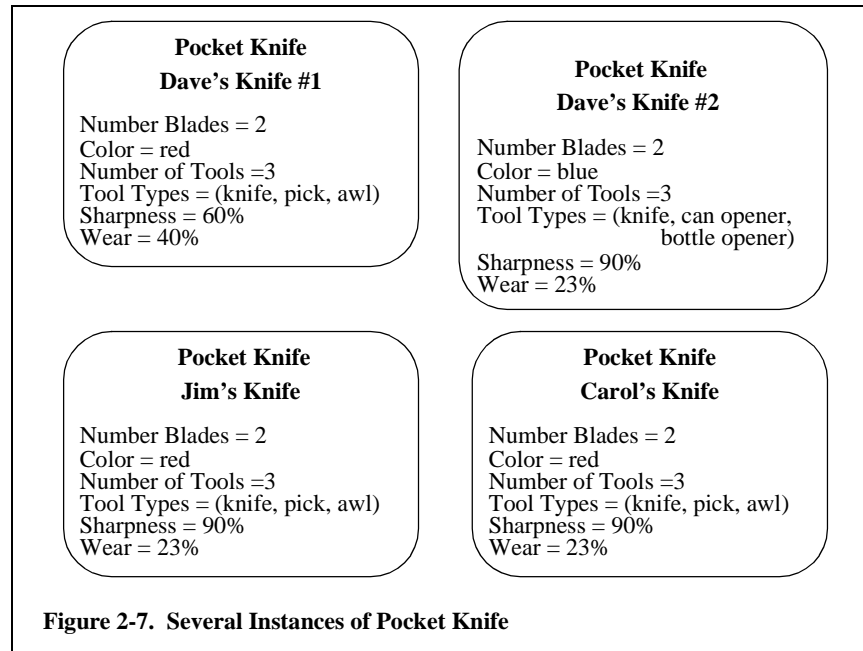 Pocket Knife
Dave’s Knife #1
Number Blades = 2
Color = red
Number of Tools =3
Tool Types = (knife, pick, awl)
Sharpness = 60%
Wear = 40%
Pocket Knife
Dave’s Knife #2
Number Blades = 2
Color = blue
Number of Tools =3
Tool Types = (knife, can opener,
bottle opener)
Sharpness = 90%
Wear = 23%
Pocket Knife
Jim’s Knife
Number Blades = 2
Color = red
Number of Tools =3
Tool Types = (knife, pick, awl)
Sharpness = 90%
Wear = 23%
Pocket Knife
Carol’s Knife
Number Blades = 2
Color = red
Number of Tools =3
Tool Types = (knife, pick, awl)
Sharpness = 90%
Wear = 23%
Figure 2-7. Several Instances of Pocket Knife